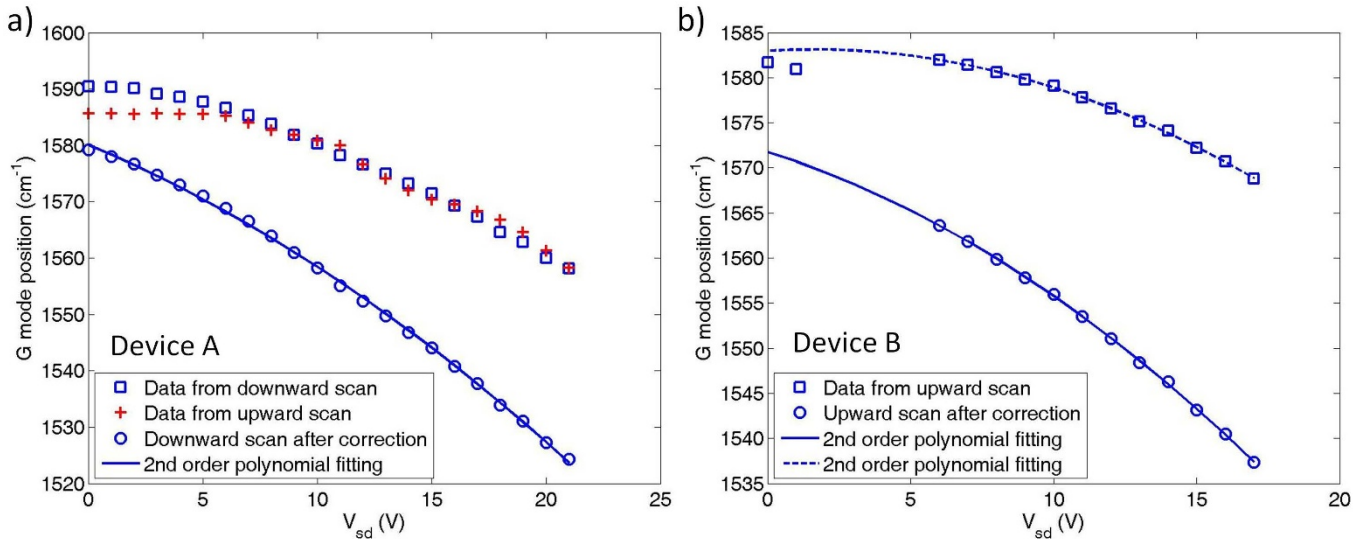 a)
1600
1590
1580
1570
1560
1550
1540
1530
1520
G mode position (cm-1)
Device A
Data from downward scan
Data from upward scan
Downward scan after correction
2nd order polynomial fitting
0 5 10 15 20 25
Vsd (V)
b)
1585
1580
1575
1570
1565
1560
1555
1550
1545
1540
1535
G mode position (cm-1)
Device B
Data from upward scan
Upward scan after correction
2nd order polynomial fitting
2nd order polynomial fitting
0 5 10 15 20
Vsd (V)